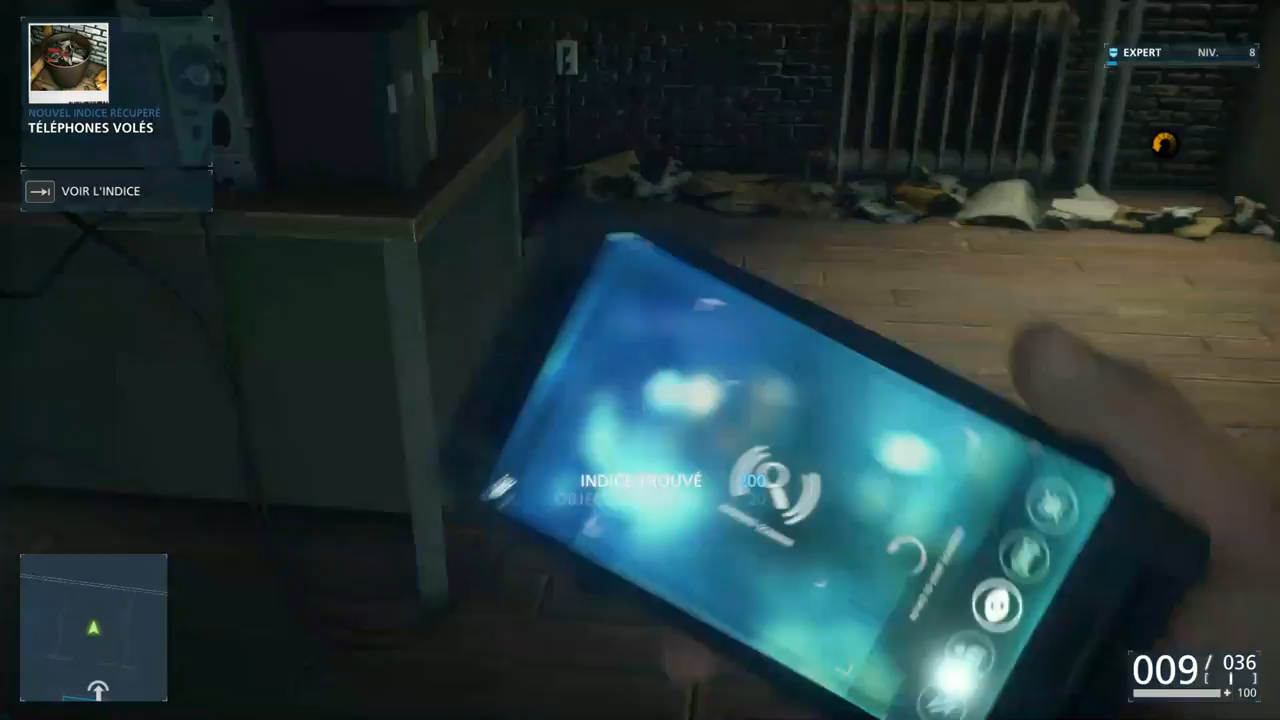 NOUVEL INDICE RÉCUPÉRÉ
TÉLÉPHONES VOLÉS
VOIR L'INDICE
EXPERT NIV. 8
INDICE TROUVÉ
009 / 036
+ 100